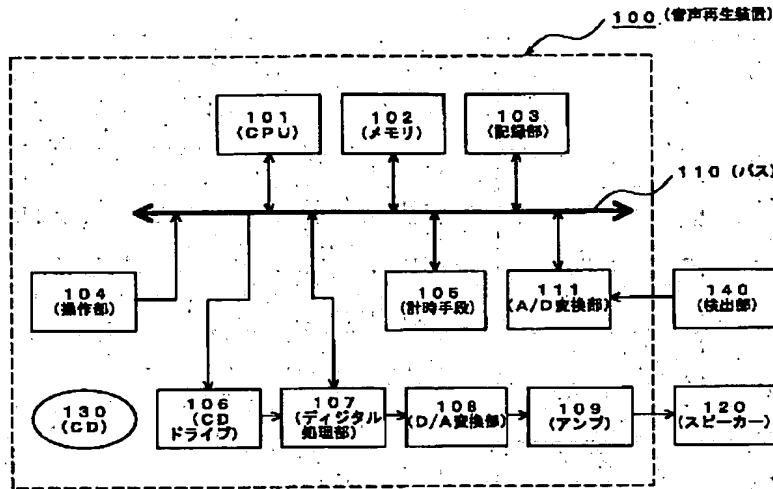 100 (音声再生装置)
101
(CPU)
102
(メモリ)
103
(記録部)
110 (バス)
104
(操作部)
105
(計時手段)
111
(A/D変換部)
140
(検出部)
130
(CD)
106
(CD
ドライブ)
107
(ディジタル
処理部)
108
(D/A変換部)
109
(アンプ)
120
(スピーカー)